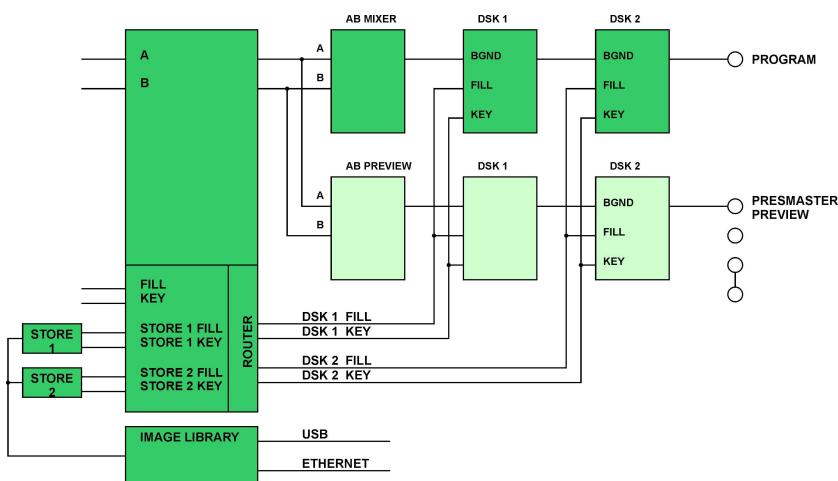 AB MIXER
DSK 1
DSK 2
A
A
BGND
BGND
PROGRAM
B
B
FILL
FILL
KEY
KEY
AB PREVIEW
DSK 1
DSK 2
A
BGND
PRESMASTER
PREVIEW
B
FILL
KEY
FILL
KEY
STORE 1 FILL
STORE 1 KEY
STORE 2 FILL
STORE 2 KEY
ROUTER
STORE
1
STORE
2
DSK 1 FILL
DSK 1 KEY
DSK 2 FILL
DSK 2 KEY
IMAGE LIBRARY
USB
ETHERNET